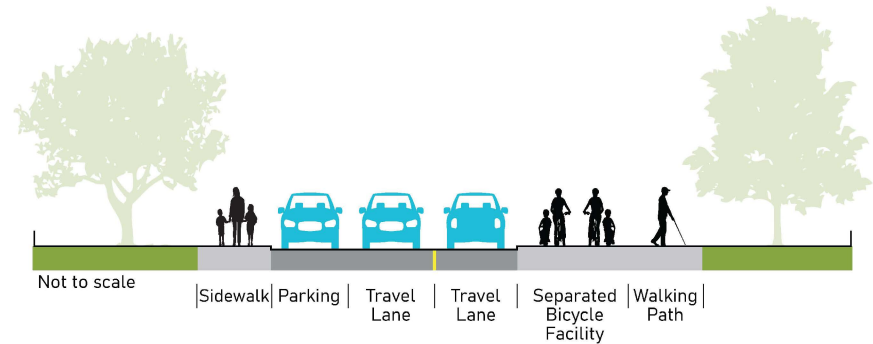 Not to scale
Sidewalk
Parking
Travel
Lane
Travel
Lane
Separated
Bicycle
Facility
Walking
Path